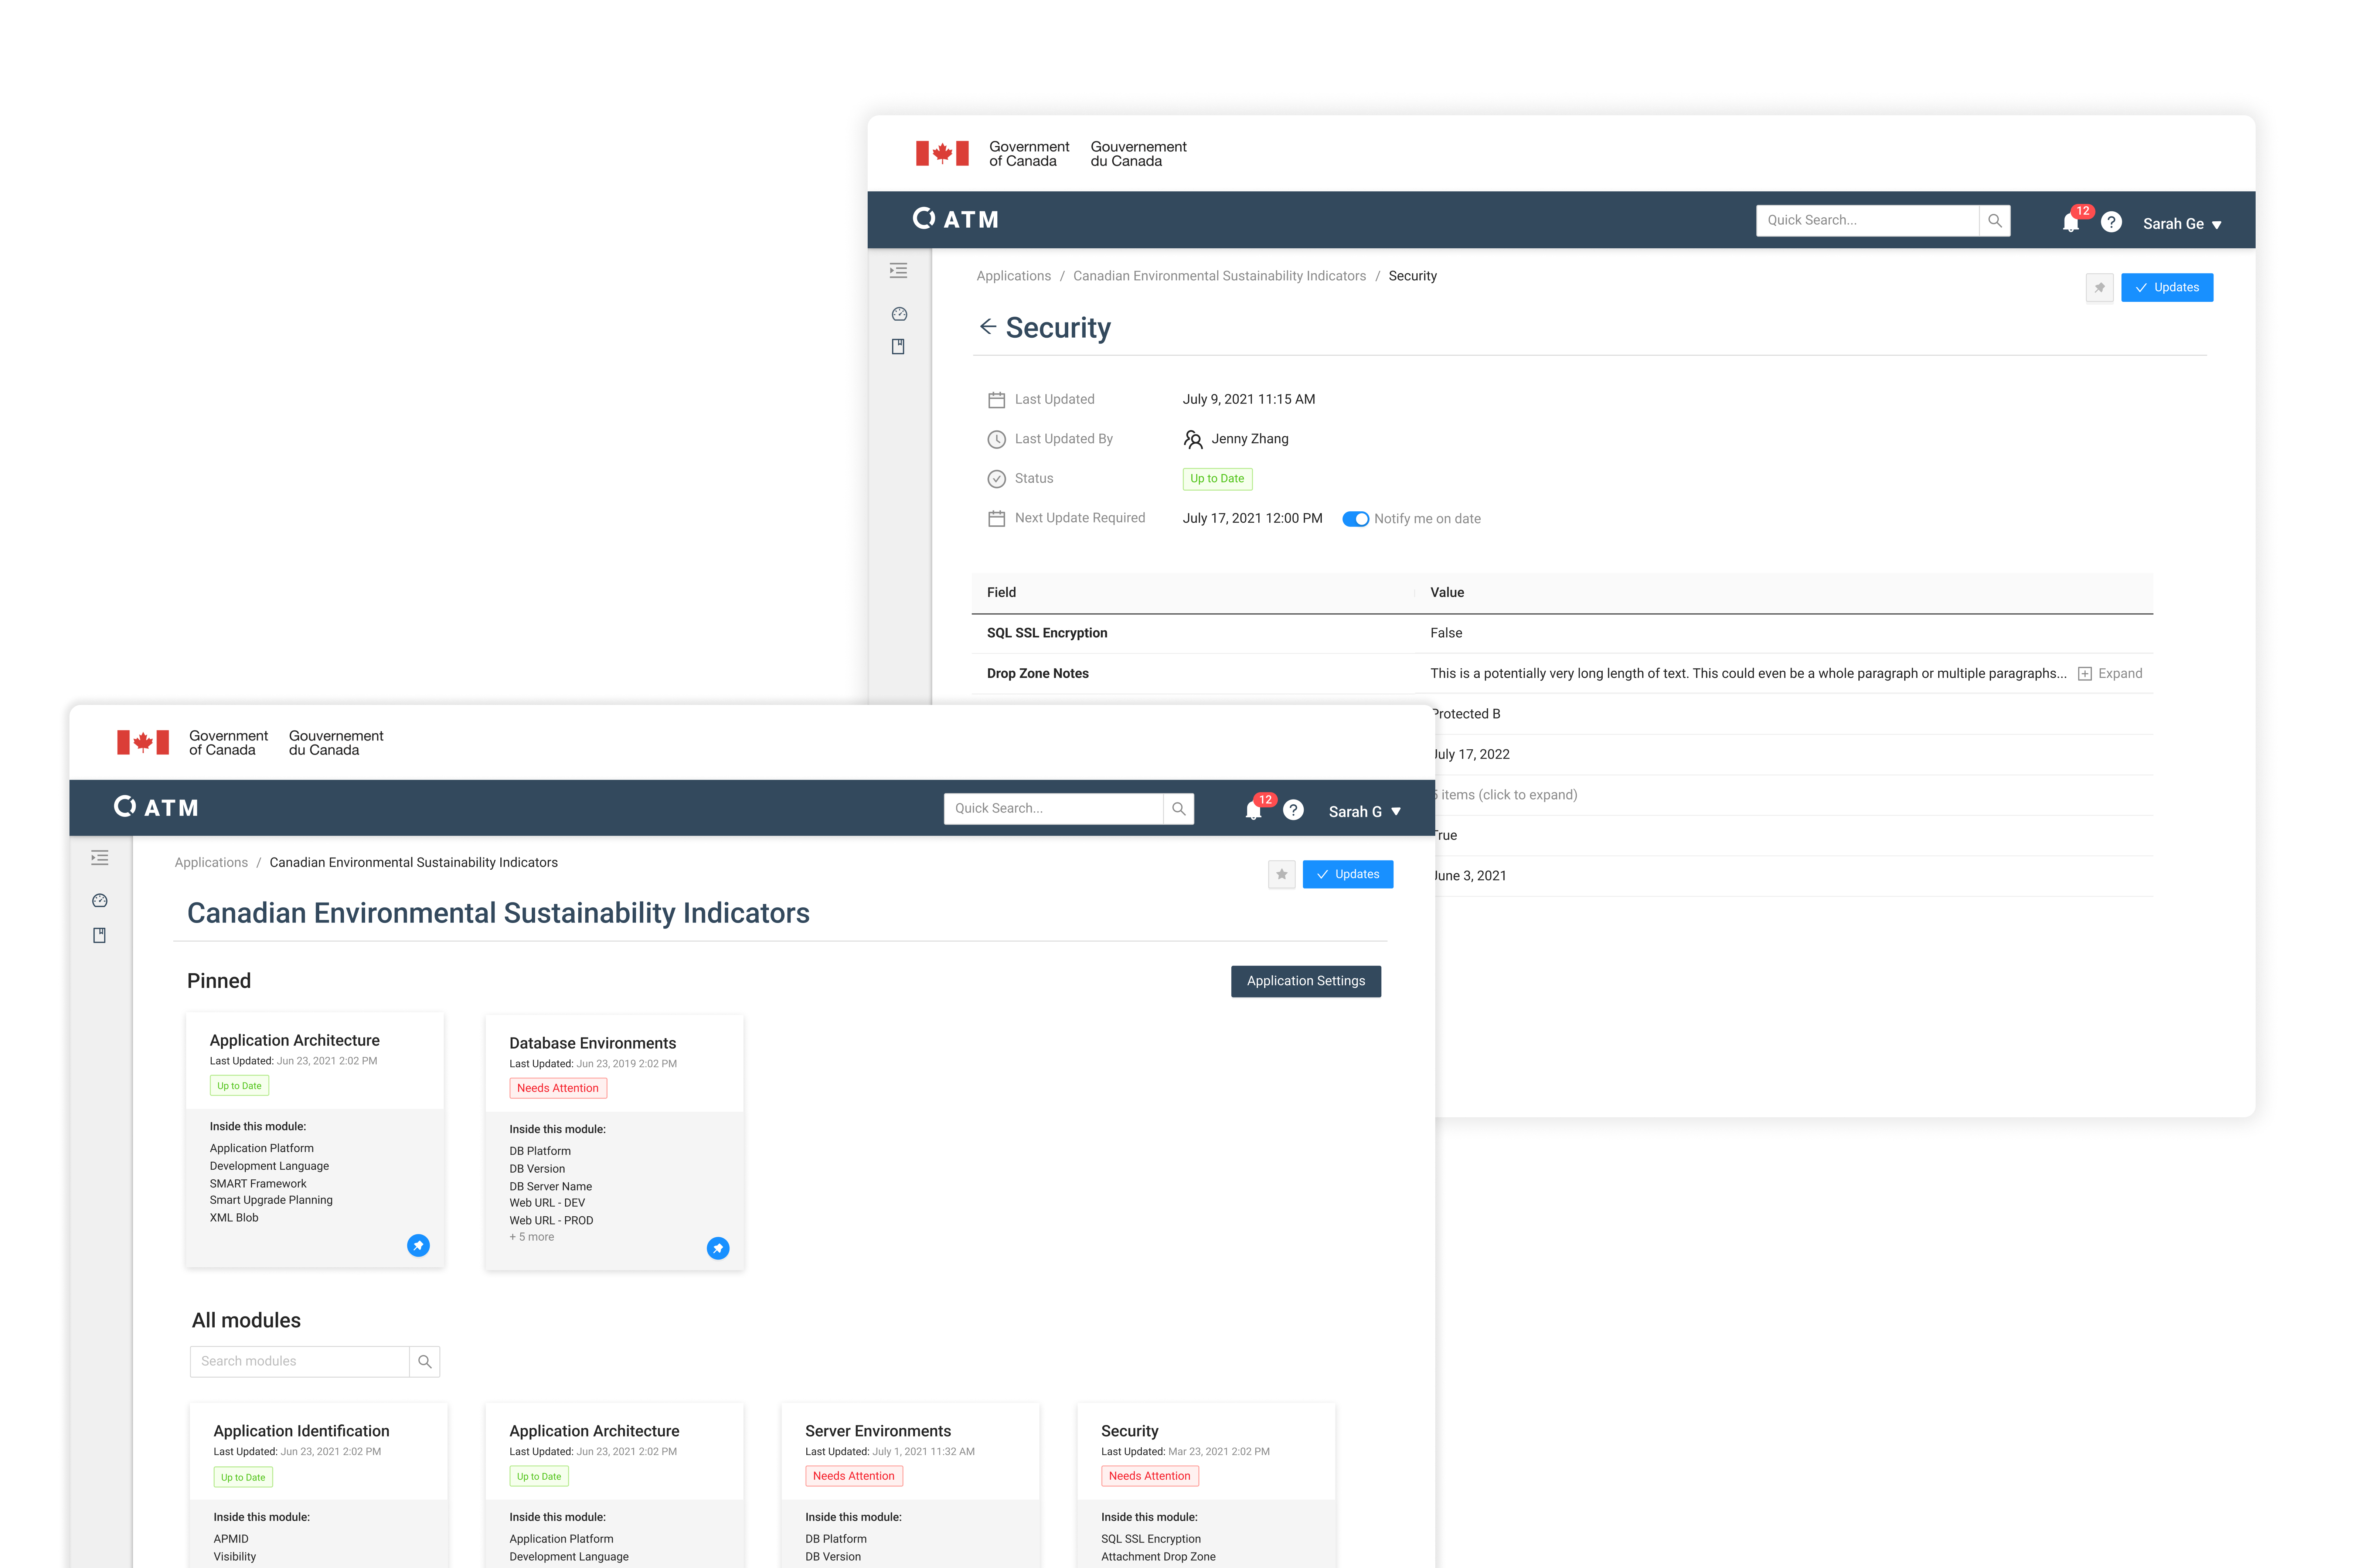 Government
of Canada
Gouvernement
du Canada
ATM
Quick Search...
12
?
Sarah Ge
Applications / Canadian Environmental Sustainability Indicators / Security
Updates
Security
Last Updated July 9, 2021 11:15 AM
Last Updated By Jenny Zhang
Status Up to Date
Next Update Required July 17, 2021 12:00 PM Notify me on date
Field Value
SQL SSL Encryption False
Drop Zone Notes This is a potentially very long length of text. This could even be a whole paragraph or multiple paragraphs... Expand
Protected B
July 17, 2022
items (click to expand)
True
June 3, 2021
Government
of Canada
Gouvernement
du Canada
ATM
Quick Search...
12
?
Sarah G
Applications / Canadian Environmental Sustainability Indicators
Updates
Canadian Environmental Sustainability Indicators
Pinned
Application Settings
Application Architecture
Last Updated: Jun 23, 2021 2:02 PM
Up to Date
Inside this module:
Application Platform
Development Language
SMART Framework
Smart Upgrade Planning
XML Blob
Database Environments
Last Updated: Jun 23, 2019 2:02 PM
Needs Attention
Inside this module:
DB Platform
DB Version
DB Server Name
Web URL - DEV
Web URL - PROD
+ 5 more
All modules
Search modules
Application Identification
Last Updated: Jun 23, 2021 2:02 PM
Up to Date
Inside this module:
APMID
Visibility
Application Architecture
Last Updated: Jun 23, 2021 2:02 PM
Up to Date
Inside this module:
Application Platform
Development Language
Server Environments
Last Updated: July 1, 2021 11:32 AM
Needs Attention
Inside this module:
DB Platform
DB Version
Security
Last Updated: Mar 23, 2021 2:02 PM
Needs Attention
Inside this module:
SQL SSL Encryption
Attachment Drop Zone